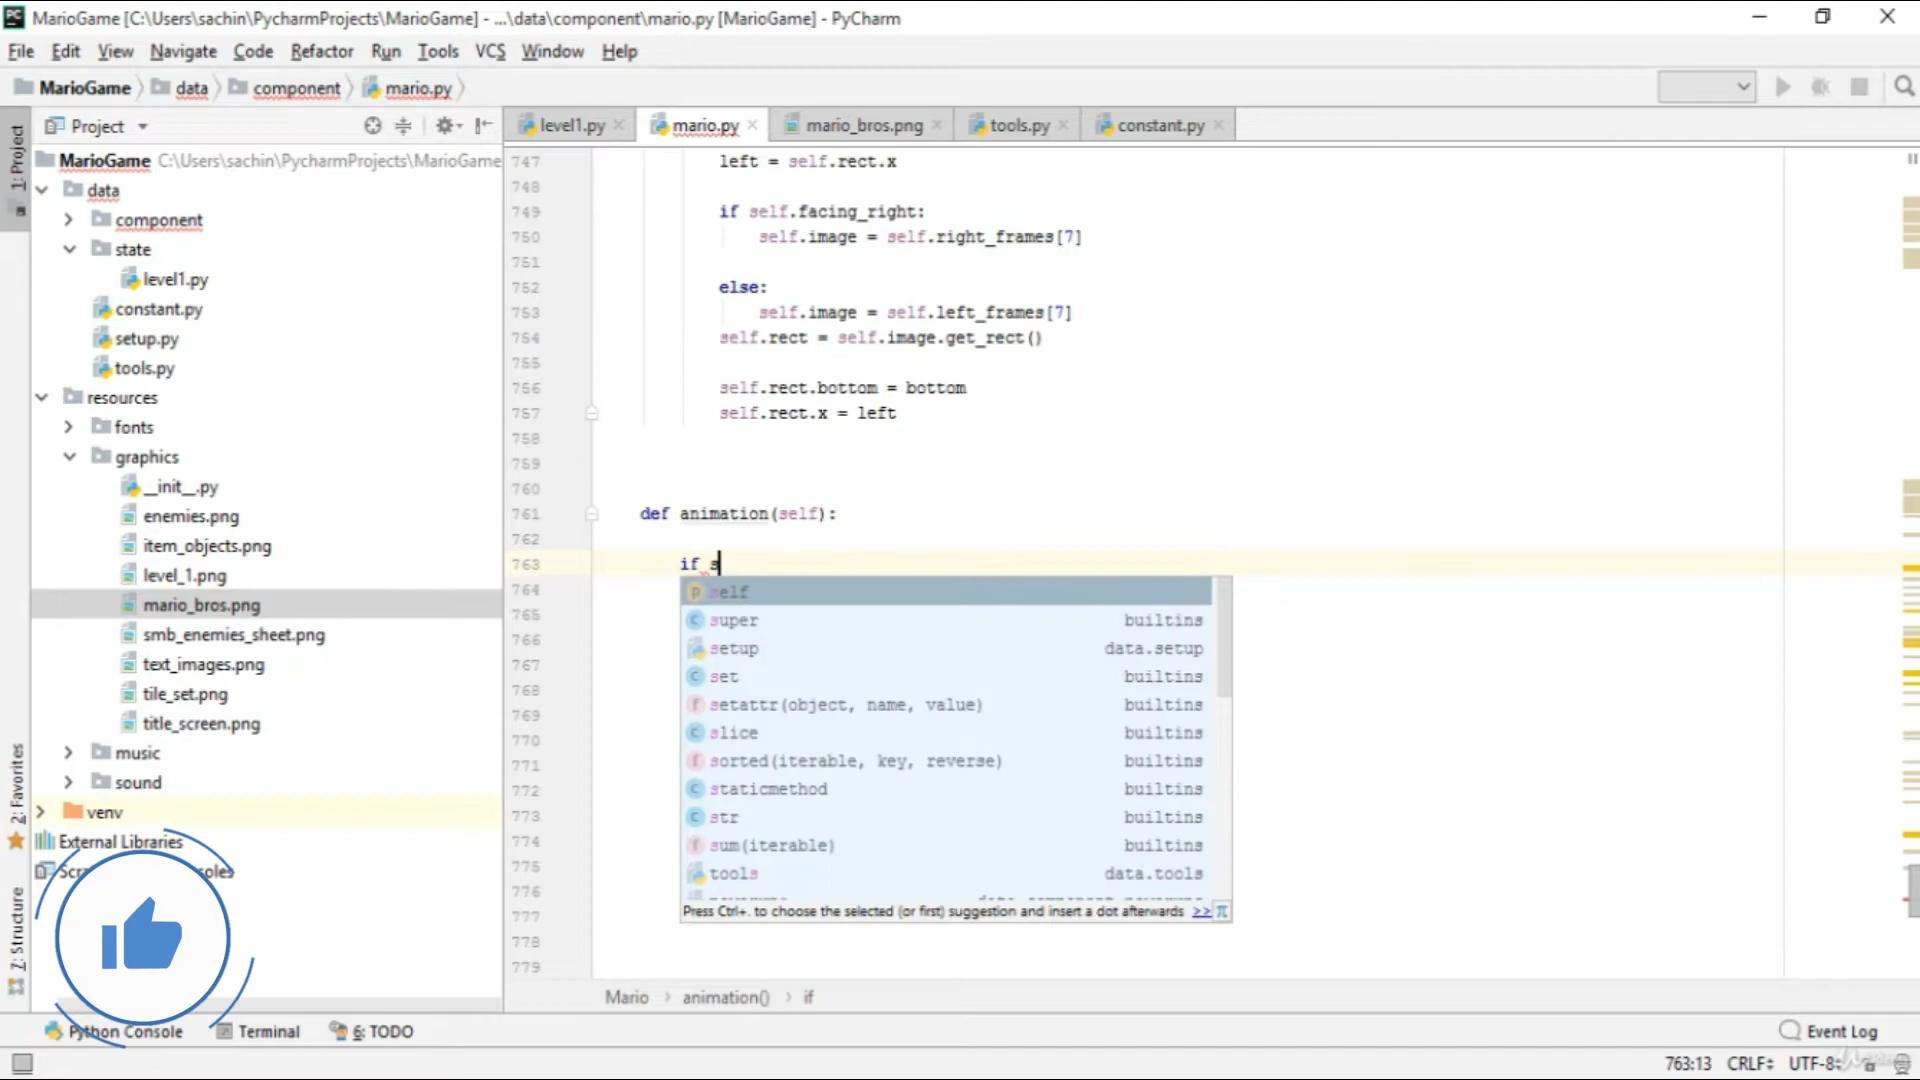 MarioGame [C:\Users\sachin\PycharmProjects\MarioGame] - ...\data\component\mario.py [MarioGame] - PyCharm
File Edit View Navigate Code Refactor Run Tools VCS Window Help
MarioGame data component mario.py
Project level1.py mario.py mario_bros.png tools.py constant.py
1: Project
2: Favorites
7: Structure
MarioGame C:\Users\sachin\PycharmProjects\MarioGame
data
component
state
level1.py
constant.py
setup.py
tools.py
resources
fonts
graphics
__init__.py
enemies.png
item_objects.png
level_1.png
mario_bros.png
smb_enemies_sheet.png
text_images.png
tile_set.png
title_screen.png
music
sound
venv
External Libraries
747 left = self.rect.x
748
749 if self.facing_right:
750 self.image = self.right_frames[7]
751
752 else:
753 self.image = self.left_frames[7]
754 self.rect = self.image.get_rect()
755
756 self.rect.bottom = bottom
757 self.rect.x = left
758
759
760
761 def animation(self):
762
763 if s
764
765
766
767
768
769
770
771
772
773
774
775
776
777
778
779
self
super builtins
setup data.setup
set builtins
setattr(object, name, value) builtins
slice builtins
sorted(iterable, key, reverse) builtins
staticmethod builtins
str builtins
sum(iterable) builtins
tools data.tools
Press Ctrl+. to choose the selected (or first) suggestion and insert a dot afterwards >> π
Mario animation() if
Python Console Terminal 6: TODO Event Log
763:13 CRLF UTF-8